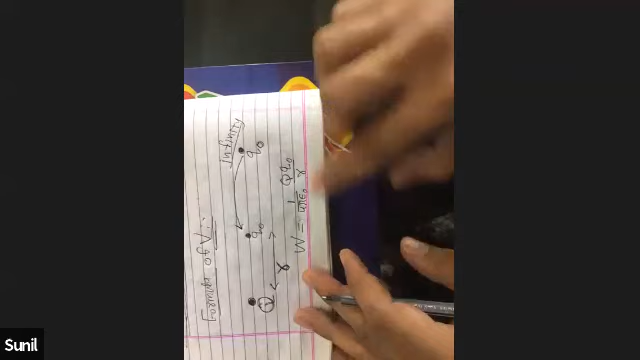 Formula of V:-
Infinity
Q q₀ q₀
r
W = 1/4πε₀ Qq₀/r
Sunil